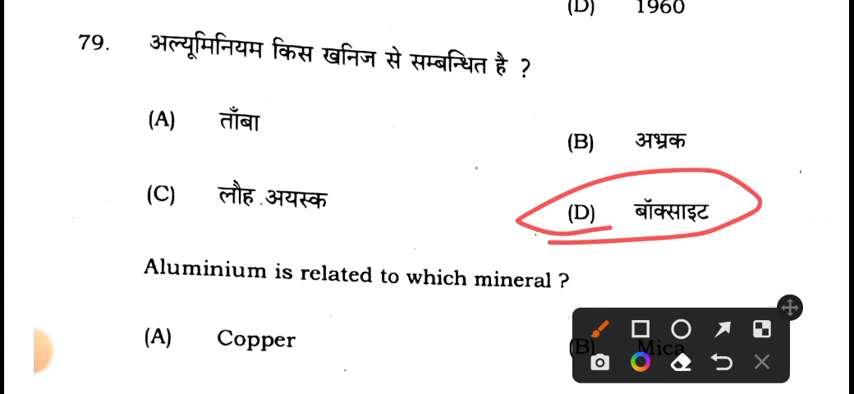 (D) 1960
79. अल्यूमिनियम किस खनिज से सम्बन्धित है ?
(A) ताँबा
(B) अभ्रक
(C) लौह अयस्क
(D) बॉक्साइट
Aluminium is related to which mineral ?
(A) Copper
(B) Mica